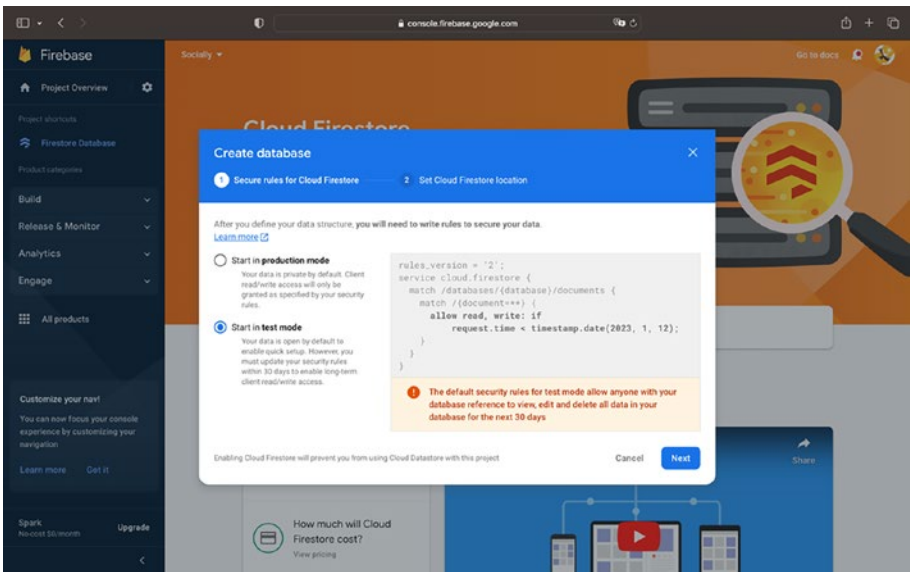 console.firebase.google.com
Firebase
Project Overview
Project shortcuts
Firestore Database
Product categories
Build
Release & Monitor
Analytics
Engage
All products
Customize your nav!
You can now focus your console
experience by customizing your
navigation
Learn more Got it
Spark
No-cost $0/month
Upgrade
Socially
Go to docs
Cloud Firestore
Create database
1 Secure rules for Cloud Firestore
2 Set Cloud Firestore location
After you define your data structure, you will need to write rules to secure your data.
Learn more
Start in production mode
Your data is private by default. Client
read/write access will only be
granted as specified by your security
rules.
Start in test mode
Your data is open by default to
enable quick setup. However, you
must update your security rules
within 30 days to enable long-term
client read/write access.
rules_version = '2';
service cloud.firestore {
match /databases/{database}/documents {
match /{document=**} {
allow read, write: if
request.time < timestamp.date(2023, 1, 12);
}
}
}
The default security rules for test mode allow anyone with your
database reference to view, edit and delete all data in your
database for the next 30 days
Enabling Cloud Firestore will prevent you from using Cloud Datastore with this project
Cancel
Next
How much will Cloud
Firestore cost?
View pricing
Share